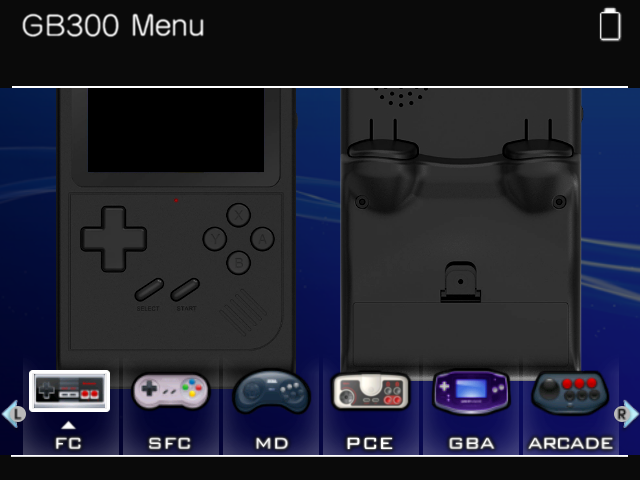 GB300 Menu
X
Y A
B
SELECT START
L R
FC SFC MD PCE GBA ARCADE